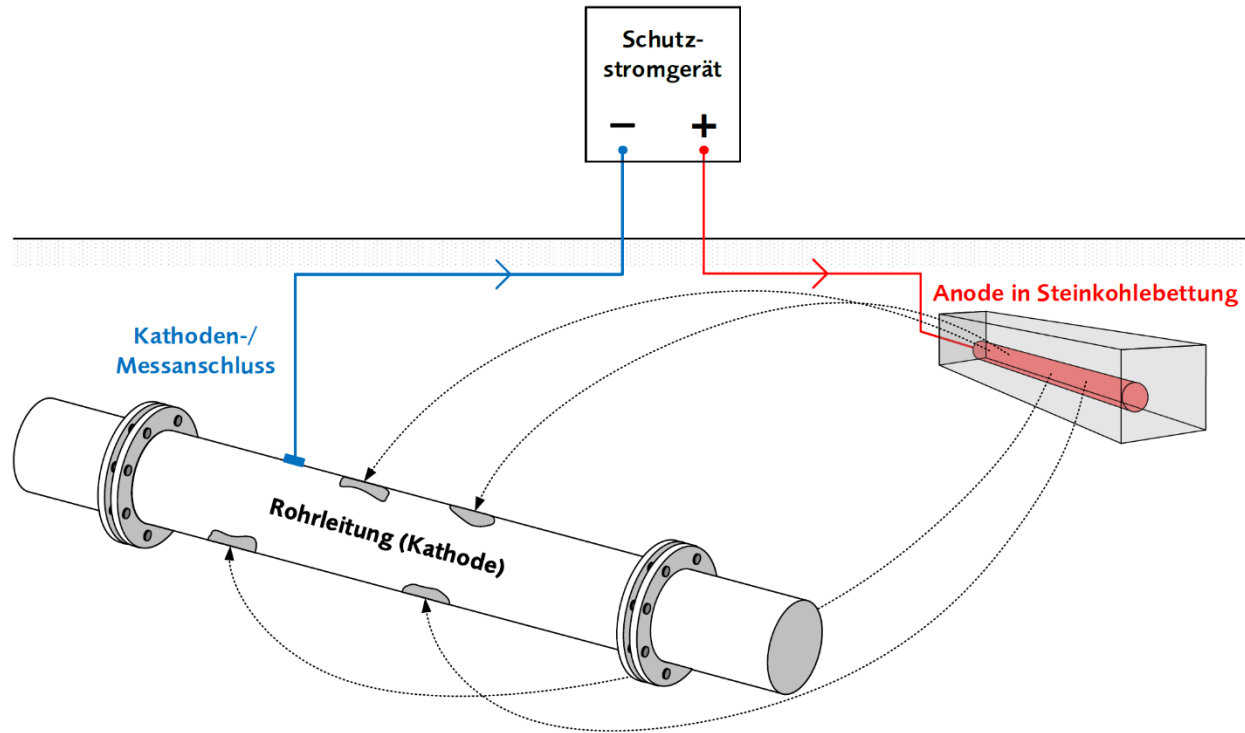 Schutz-
stromgerät
− +
Anode in Steinkohlebettung
Kathoden-/
Messanschluss
Rohrleitung (Kathode)